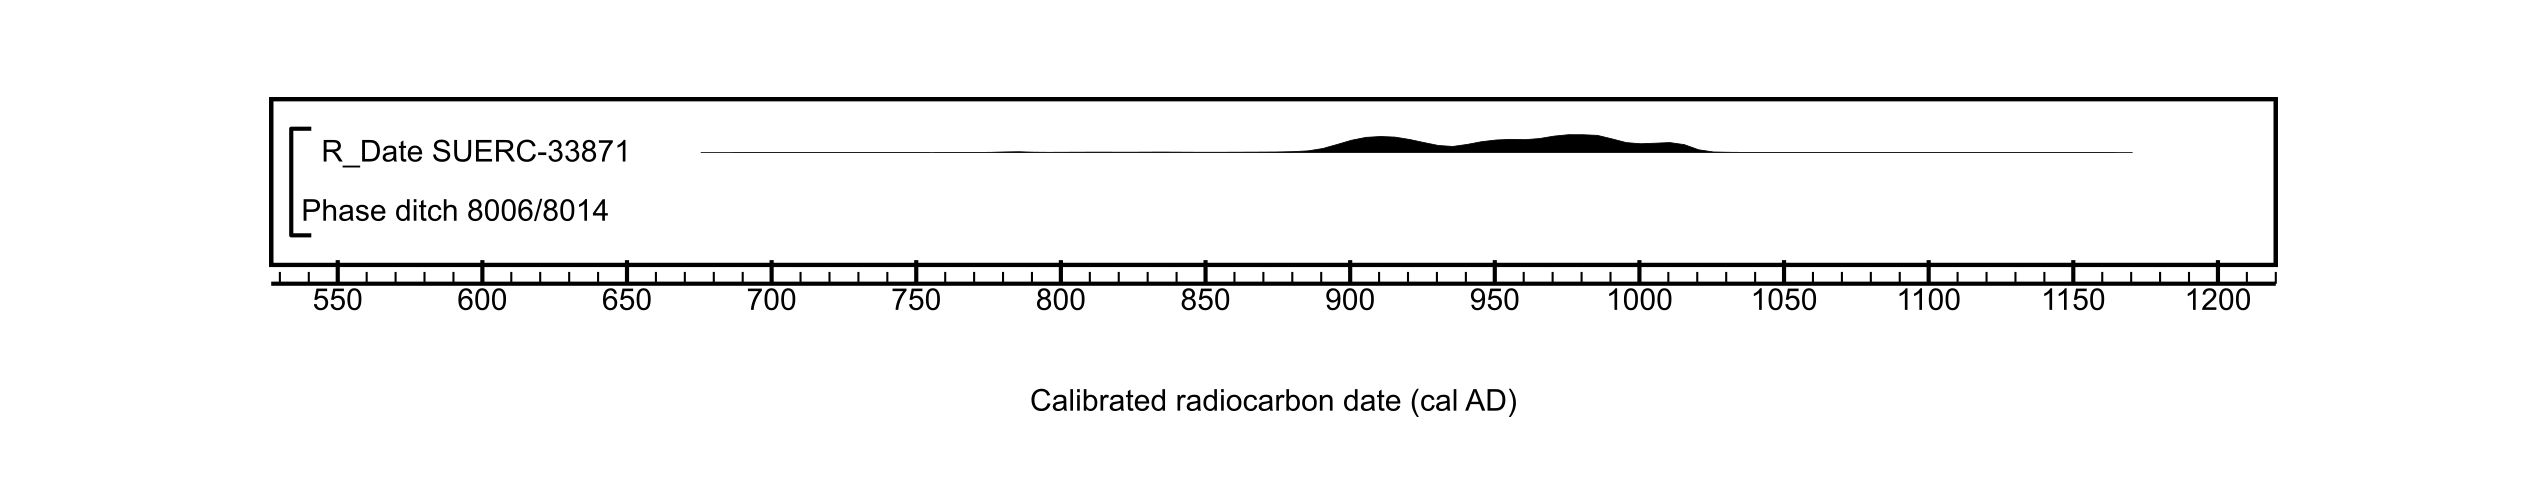 R_Date SUERC-33871
Phase ditch 8006/8014
550 600 650 700 750 800 850 900 950 1000 1050 1100 1150 1200
Calibrated radiocarbon date (cal AD)